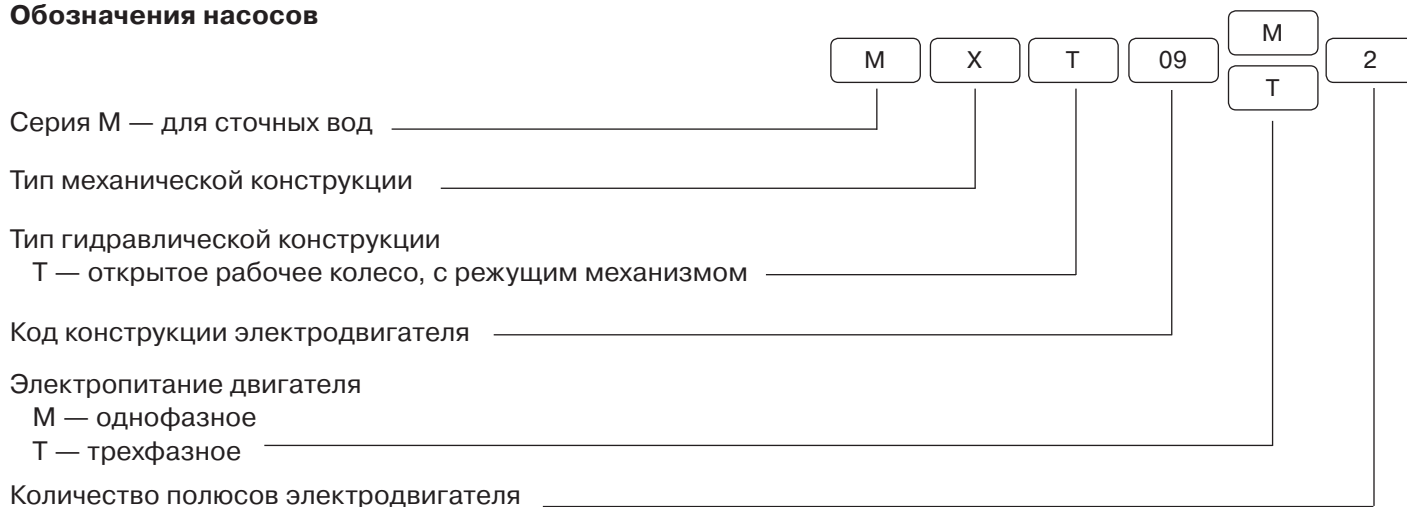 Обозначения насосов
М
М Х Т 09 2
Т
Серия М — для сточных вод
Тип механической конструкции
Тип гидравлической конструкции
Т — открытое рабочее колесо, с режущим механизмом
Код конструкции электродвигателя
Электропитание двигателя
М — однофазное
Т — трехфазное
Количество полюсов электродвигателя